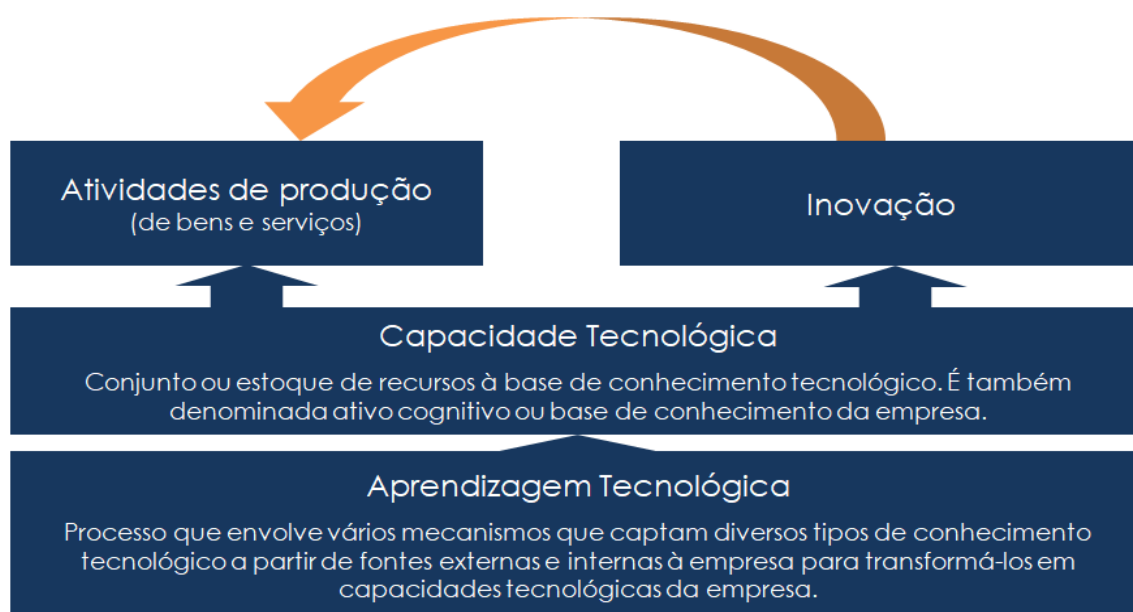 Atividades de produção
(de bens e serviços)
Inovação
Capacidade Tecnológica
Conjunto ou estoque de recursos à base de conhecimento tecnológico. É também
denominada ativo cognitivo ou base de conhecimento da empresa.
Aprendizagem Tecnológica
Processo que envolve vários mecanismos que captam diversos tipos de conhecimento
tecnológico a partir de fontes externas e internas à empresa para transformá-los em
capacidades tecnológicas da empresa.